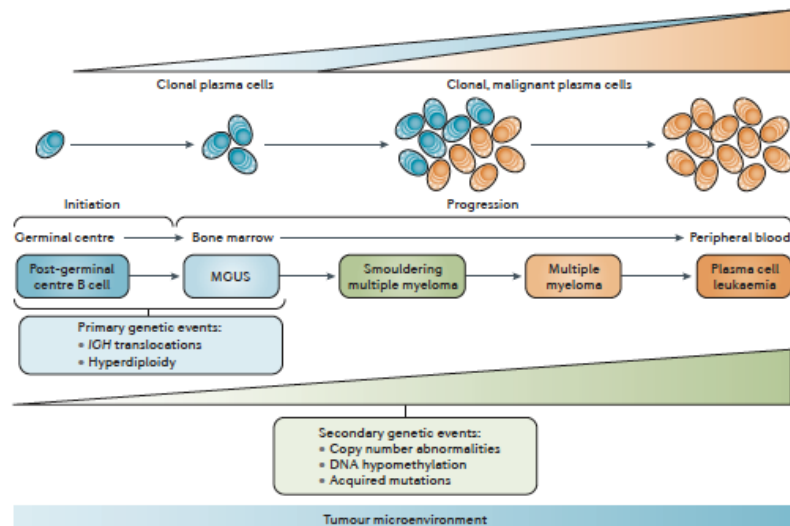 Clonal plasma cells
Clonal, malignant plasma cells
Initiation
Progression
Germinal centre
Bone marrow
Peripheral blood
Post-germinal
centre B cell
MGUS
Smouldering
multiple myeloma
Multiple
myeloma
Plasma cell
leukaemia
Primary genetic events:
• IGH translocations
• Hyperdiploidy
Secondary genetic events:
• Copy number abnormalities
• DNA hypomethylation
• Acquired mutations
Tumour microenvironment